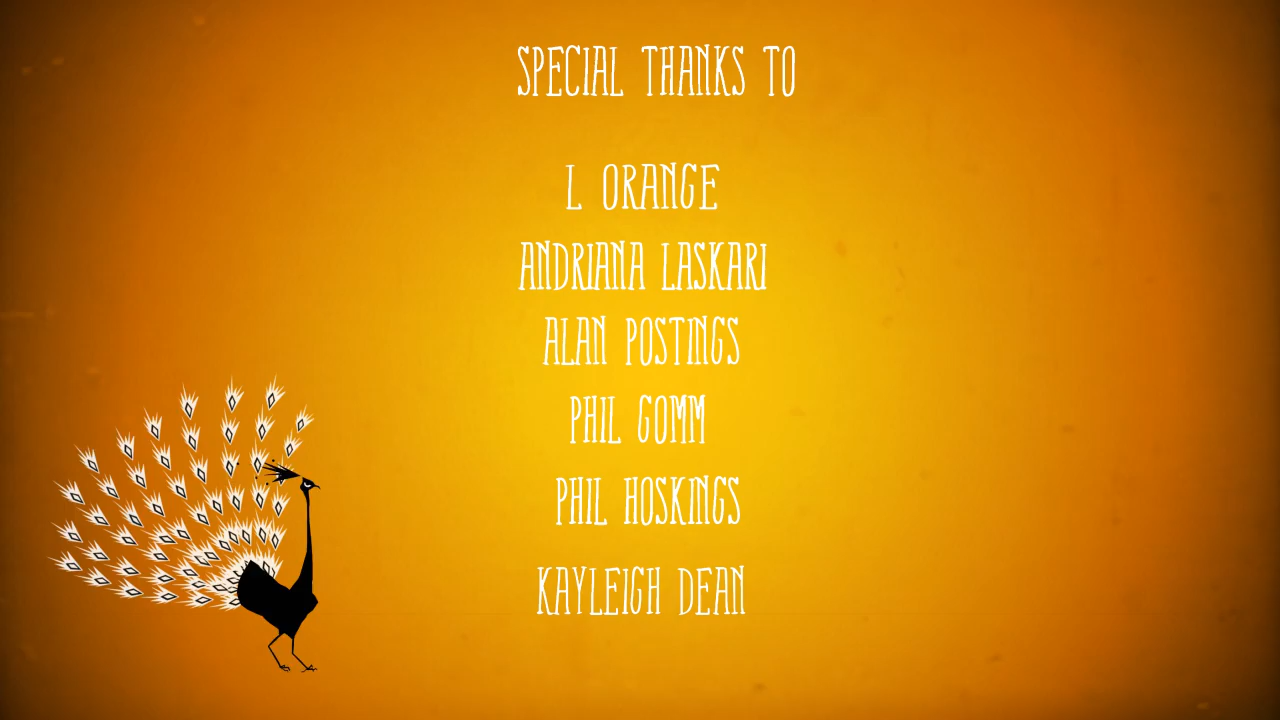 SPECIAL THANKS TO
L ORANGE
ANDRIANA LASKARI
ALAN POSTINGS
PHIL GOMM
PHIL HOSKINGS
KAYLEIGH DEAN